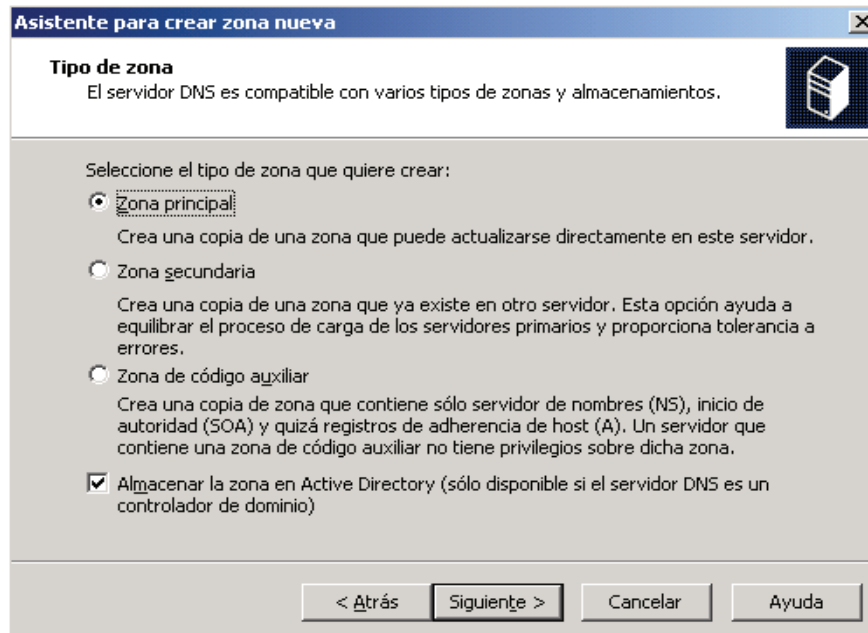 Asistente para crear zona nueva
Tipo de zona
El servidor DNS es compatible con varios tipos de zonas y almacenamientos.
Seleccione el tipo de zona que quiere crear:
Zona principal
Crea una copia de una zona que puede actualizarse directamente en este servidor.
Zona secundaria
Crea una copia de una zona que ya existe en otro servidor. Esta opción ayuda a
equilibrar el proceso de carga de los servidores primarios y proporciona tolerancia a
errores.
Zona de código auxiliar
Crea una copia de zona que contiene sólo servidor de nombres (NS), inicio de
autoridad (SOA) y quizá registros de adherencia de host (A). Un servidor que
contiene una zona de código auxiliar no tiene privilegios sobre dicha zona.
Almacenar la zona en Active Directory (sólo disponible si el servidor DNS es un
controlador de dominio)
< Atrás Siguiente > Cancelar Ayuda